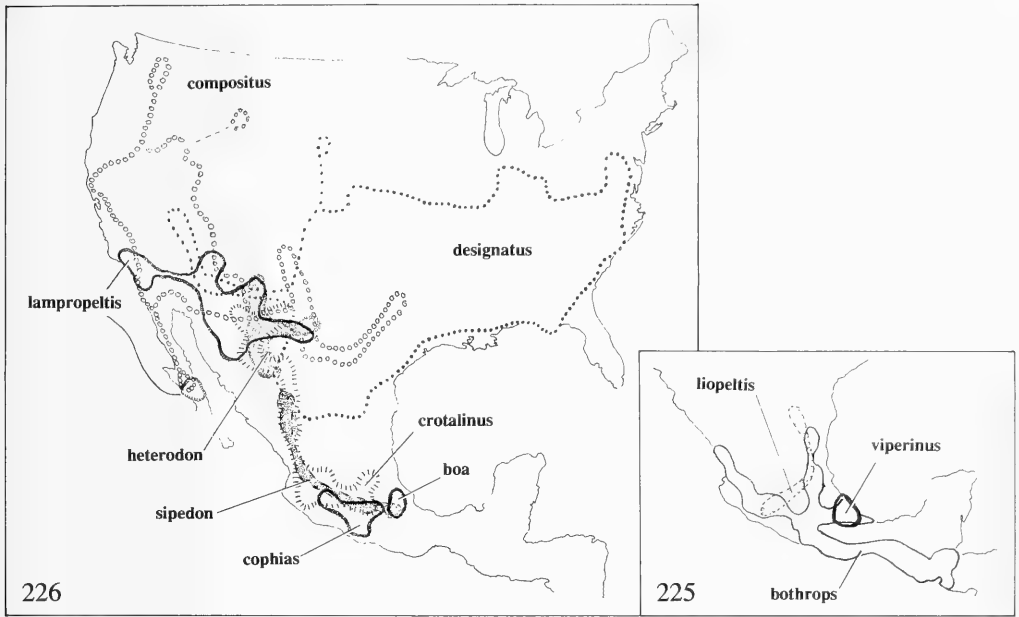 compositus
designatus
lampropeltis
heterodon
crotalinus
boa
sipedon
cophias
226
liopeltis
viperinus
bothrops
225